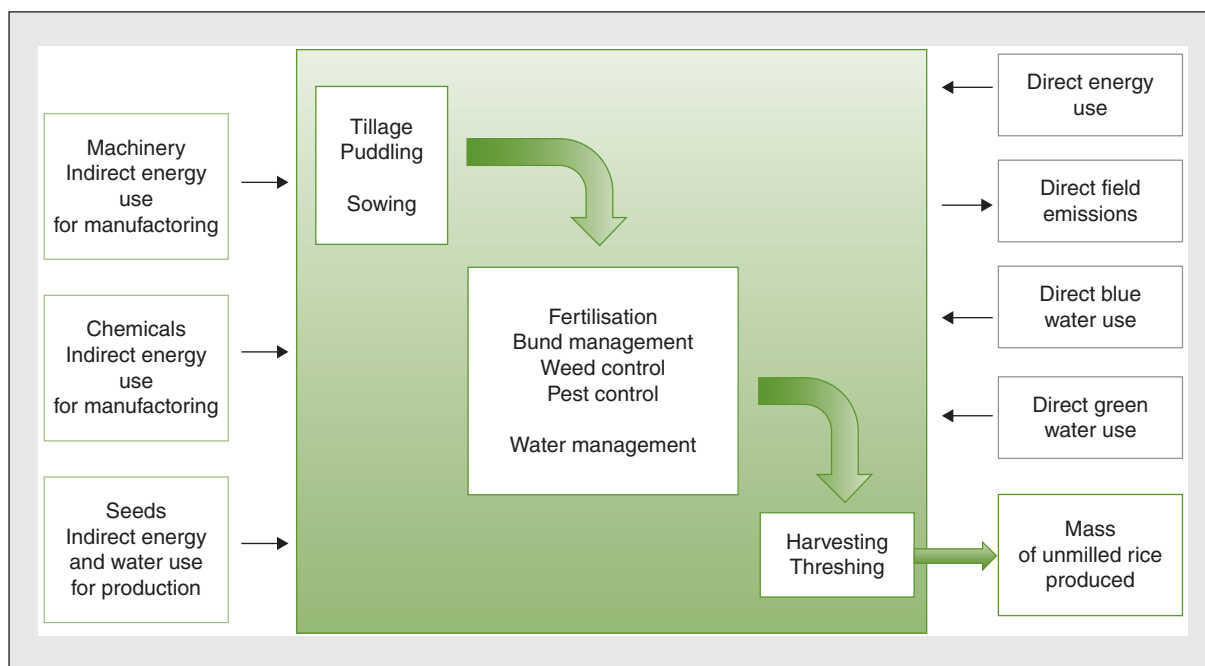 Machinery
Indirect energy
use
for manufactoring
Chemicals
Indirect energy
use
for manufactoring
Seeds
Indirect energy
and water use
for production
Tillage
Puddling
Sowing
Fertilisation
Bund management
Weed control
Pest control
Water management
Harvesting
Threshing
Direct energy
use
Direct field
emissions
Direct blue
water use
Direct green
water use
Mass
of unmilled rice
produced